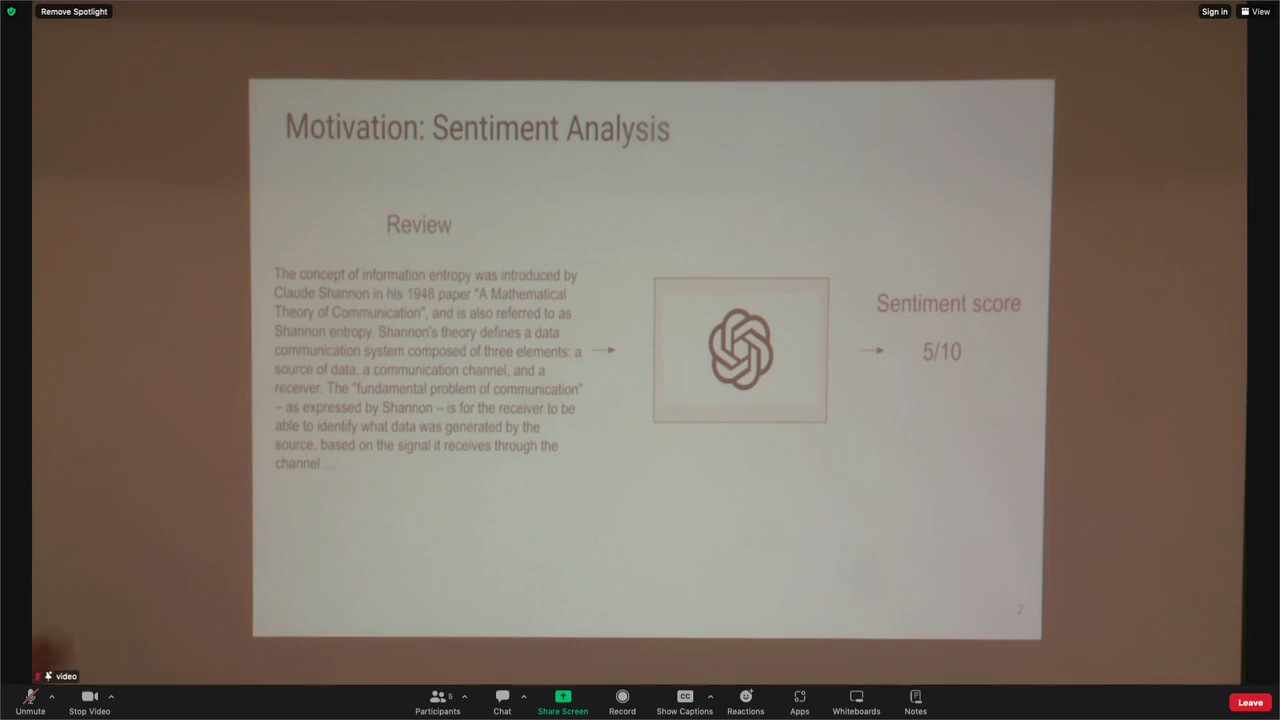 Remove Spotlight
Sign in
View
Motivation: Sentiment Analysis
Review
The concept of information entropy was introduced by
Claude Shannon in his 1948 paper "A Mathematical
Theory of Communication", and is also referred to as
Shannon entropy. Shannon's theory defines a data
communication system composed of three elements: a
source of data, a communication channel, and a
receiver. The "fundamental problem of communication"
– as expressed by Shannon – is for the receiver to be
able to identify what data was generated by the
source, based on the signal it receives through the
channel ...
Sentiment score
5/10
2
video
Unmute
Stop Video
Participants
5
Chat
Share Screen
Record
CC
Show Captions
Reactions
Apps
Whiteboards
Notes
Leave